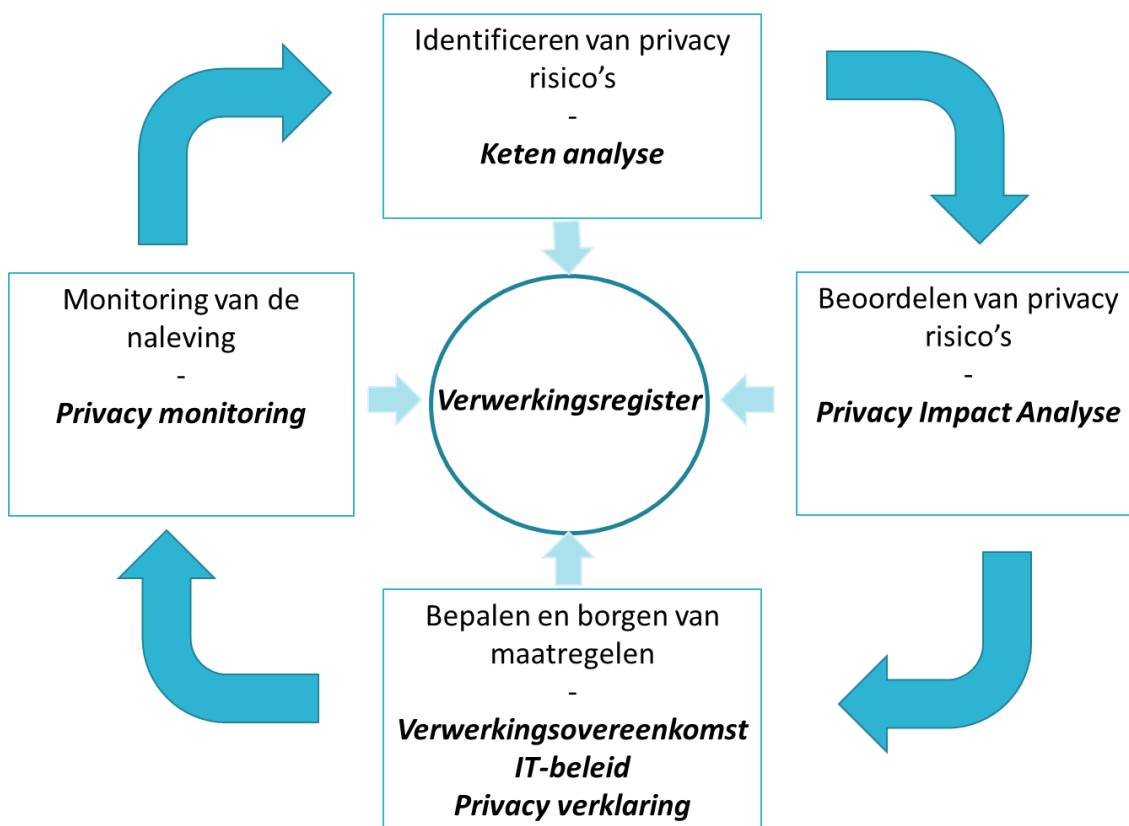 Identificeren van privacy
risico's
-
Keten analyse
Monitoring van de
naleving
-
Privacy monitoring
Verwerkingsregister
Beoordelen van privacy
risico's
-
Privacy Impact Analyse
Bepalen en borgen van
maatregelen
-
Verwerkingsovereenkomst
IT-beleid
Privacy verklaring